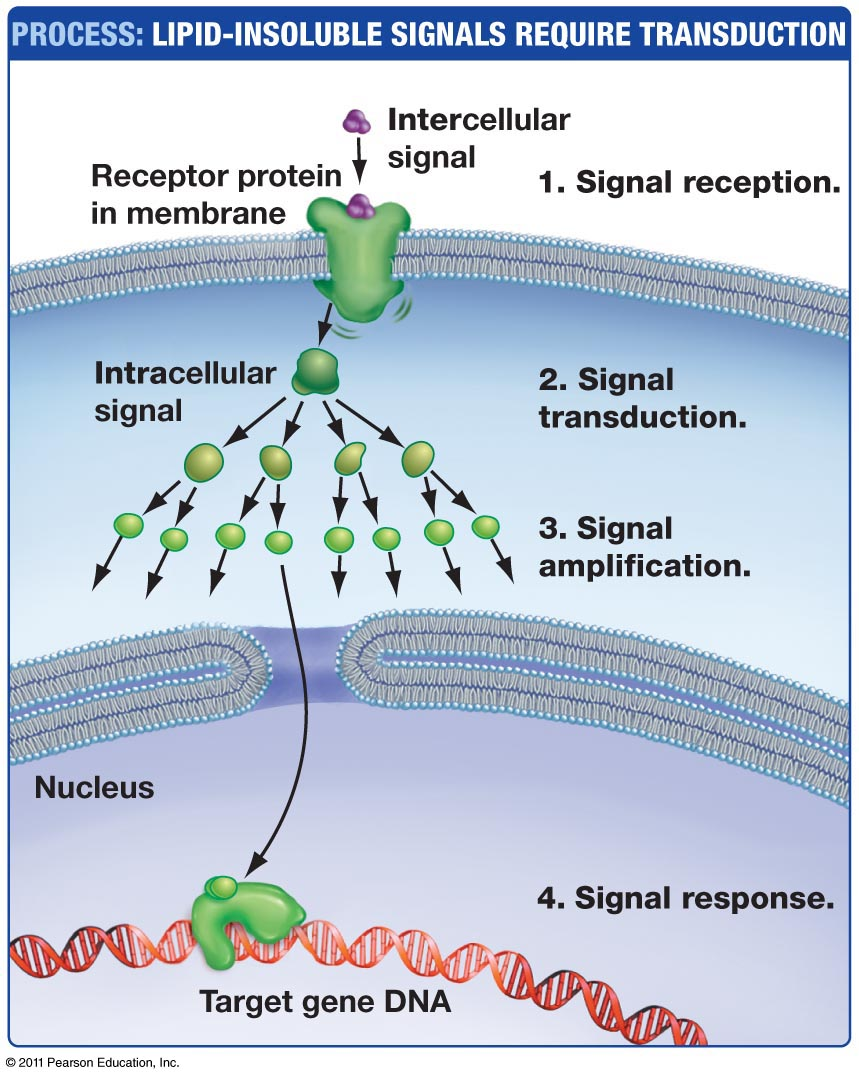 PROCESS: LIPID-INSOLUBLE SIGNALS REQUIRE TRANSDUCTION
Intercellular
signal
1. Signal reception.
Receptor protein
in membrane
Intracellular
signal
2. Signal
transduction.
3. Signal
amplification.
Nucleus
4. Signal response.
Target gene DNA
© 2011 Pearson Education, Inc.